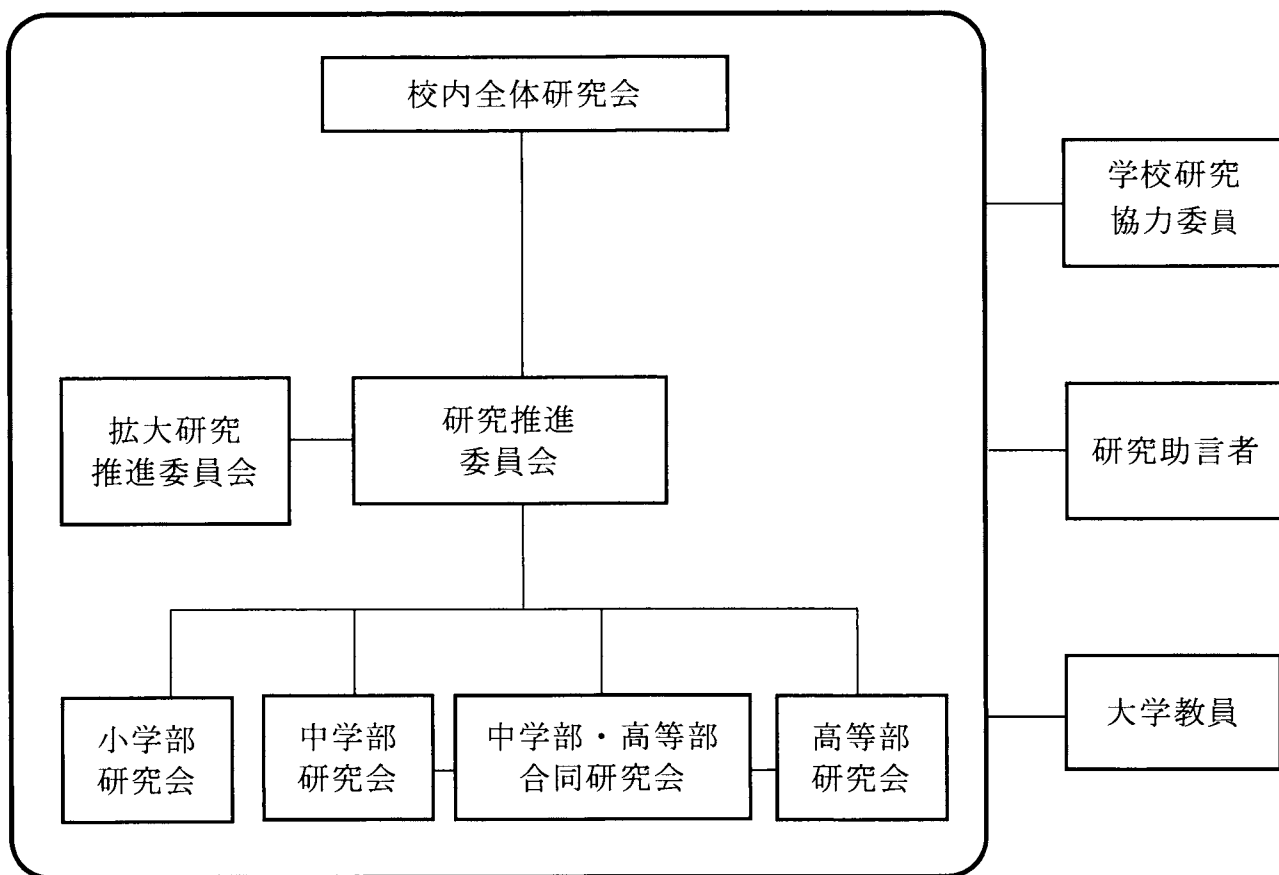 校内全体研究会
学校研究
協力委員
拡大研究
推進委員会
研究推進
委員会
研究助言者
小学部
研究会
中学部
研究会
中学部・高等部
合同研究会
高等部
研究会
大学教員